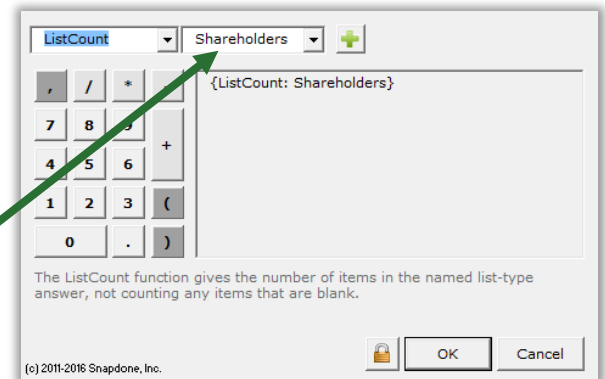 ListCount Shareholders
{ListCount: Shareholders}
, / *
7 8 9
+
4 5 6
1 2 3 (
0 . )
The ListCount function gives the number of items in the named list-type
answer, not counting any items that are blank.
OK Cancel
(c) 2011-2016 Snapdone, Inc.